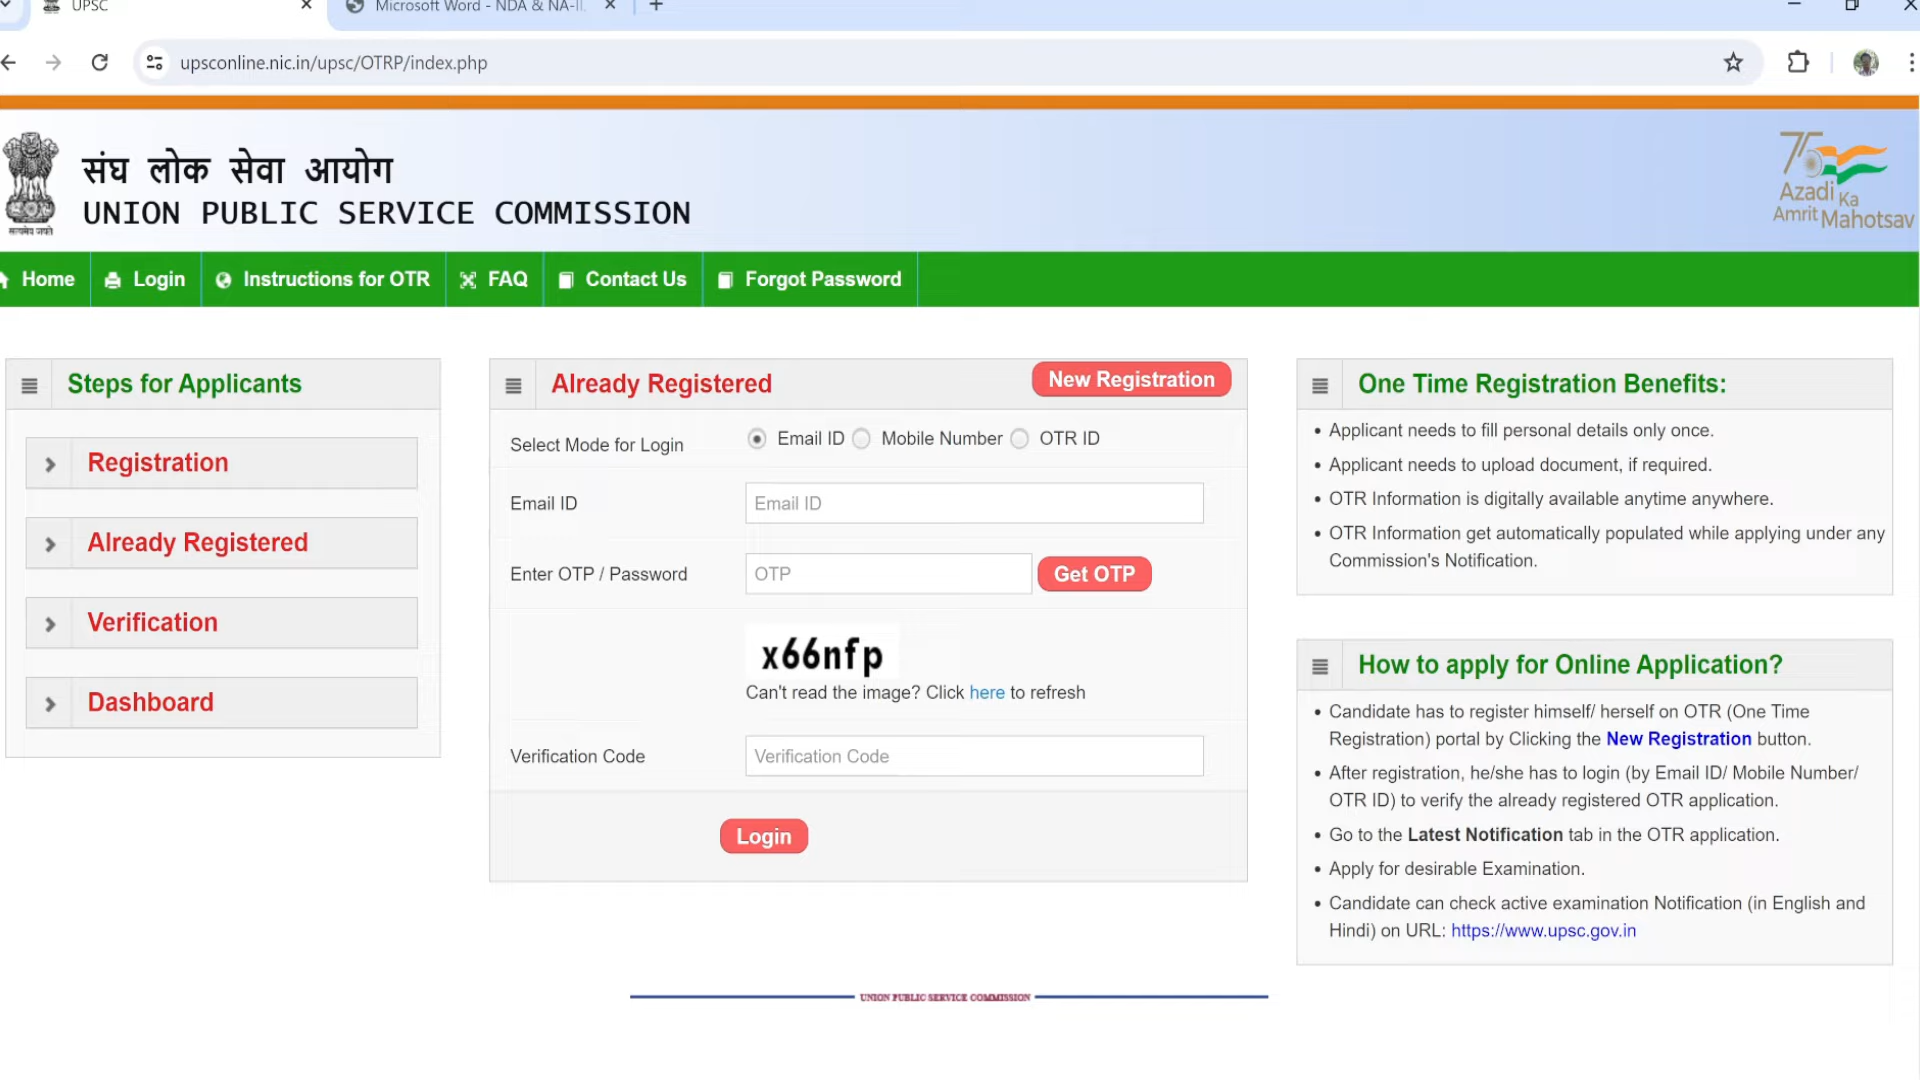 UPSC
Microsoft Word - NDA & NA-II.
upsconline.nic.in/upsc/OTRP/index.php
सत्यमेव जयते
संघ लोक सेवा आयोग
UNION PUBLIC SERVICE COMMISSION
75
Azadi Ka
Amrit Mahotsav
Home
Login
Instructions for OTR
FAQ
Contact Us
Forgot Password
Steps for Applicants
Registration
Already Registered
Verification
Dashboard
Already Registered
New Registration
Select Mode for Login
Email ID
Mobile Number
OTR ID
Email ID
Email ID
Enter OTP / Password
OTP
Get OTP
x66nfp
Can't read the image? Click here to refresh
Verification Code
Verification Code
Login
One Time Registration Benefits:
Applicant needs to fill personal details only once.
Applicant needs to upload document, if required.
OTR Information is digitally available anytime anywhere.
OTR Information get automatically populated while applying under any
Commission's Notification.
How to apply for Online Application?
Candidate has to register himself/ herself on OTR (One Time
Registration) portal by Clicking the New Registration button.
After registration, he/she has to login (by Email ID/ Mobile Number/
OTR ID) to verify the already registered OTR application.
Go to the Latest Notification tab in the OTR application.
Apply for desirable Examination.
Candidate can check active examination Notification (in English and
Hindi) on URL: https://www.upsc.gov.in
UNION PUBLIC SERVICE COMMISSION